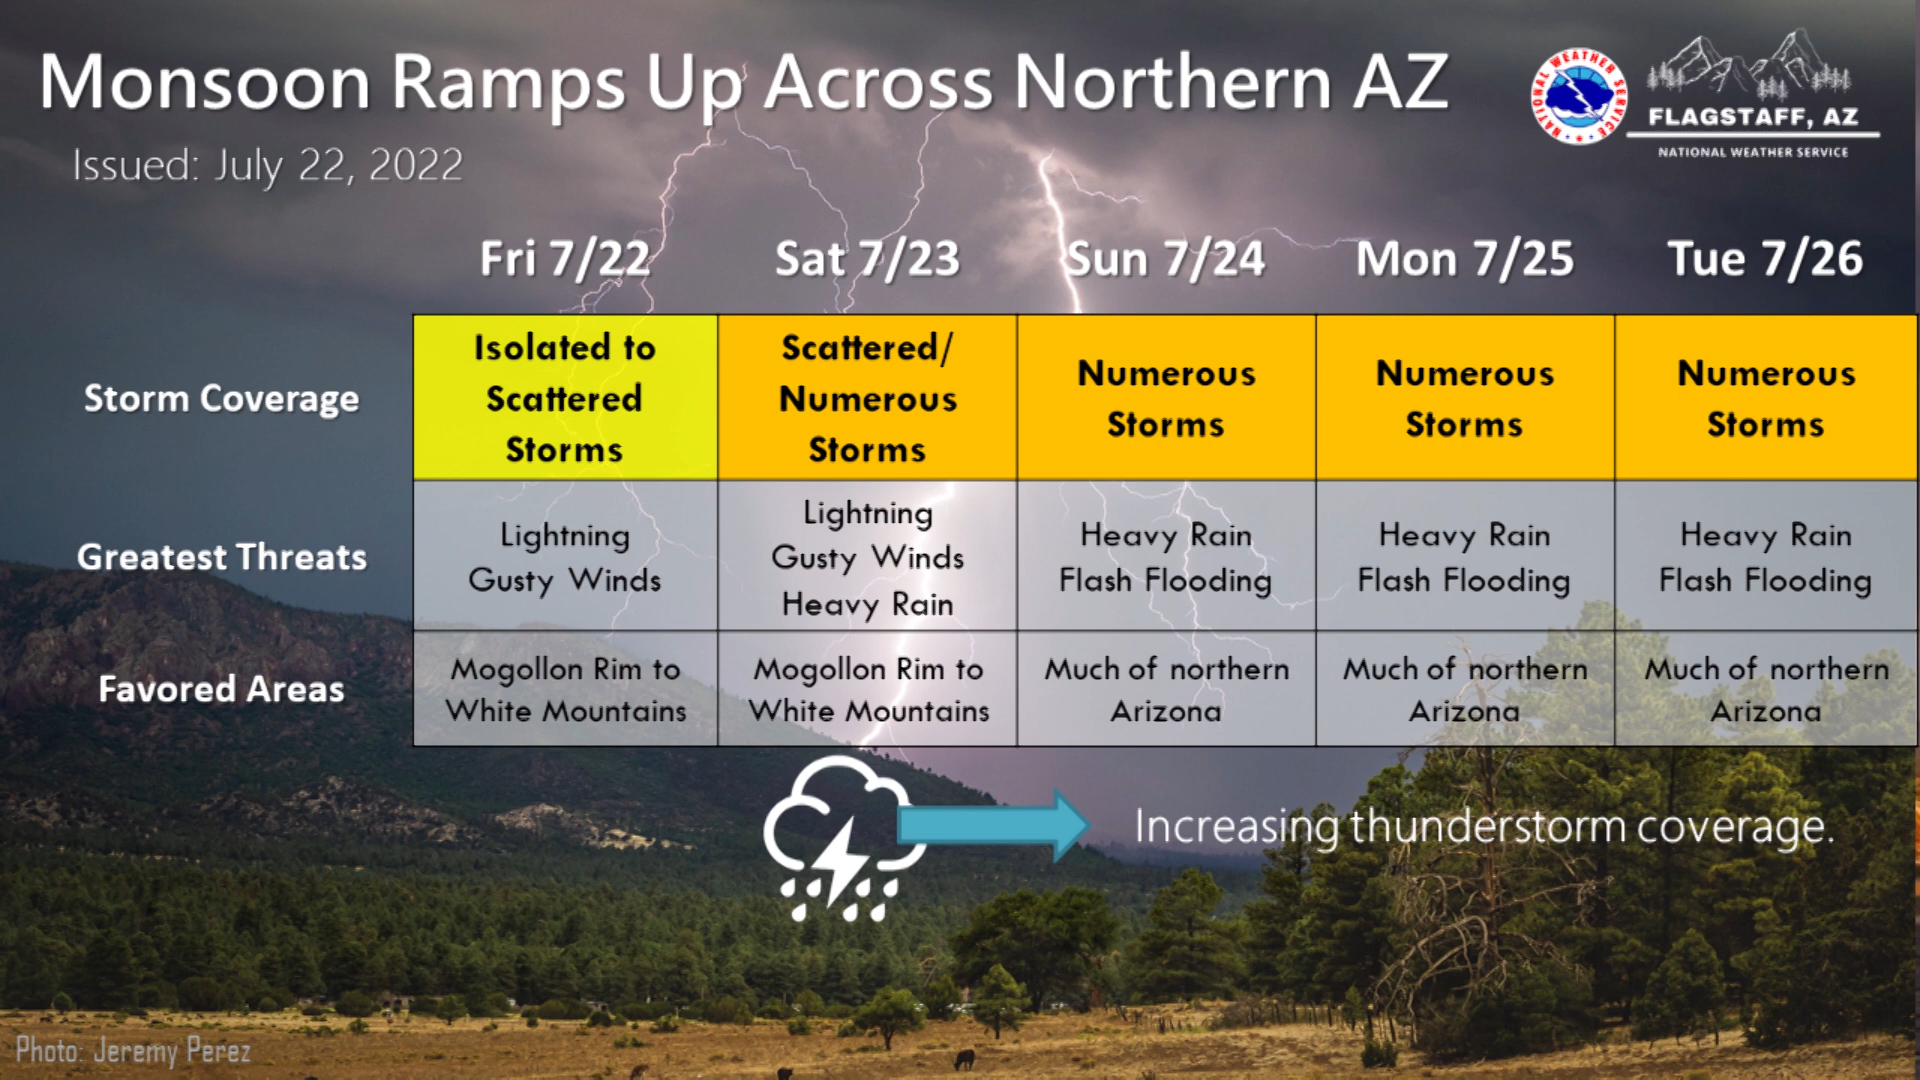 Monsoon Ramps Up Across Northern AZ
Issued: July 22, 2022
NATIONAL WEATHER SERVICE
FLAGSTAFF, AZ
NATIONAL WEATHER SERVICE
Fri 7/22 Sat 7/23 Sun 7/24 Mon 7/25 Tue 7/26
Storm Coverage
Isolated to
Scattered
Storms
Scattered/
Numerous
Storms
Numerous
Storms
Numerous
Storms
Numerous
Storms
Greatest Threats
Lightning
Gusty Winds
Lightning
Gusty Winds
Heavy Rain
Heavy Rain
Flash Flooding
Heavy Rain
Flash Flooding
Heavy Rain
Flash Flooding
Favored Areas
Mogollon Rim to
White Mountains
Mogollon Rim to
White Mountains
Much of northern
Arizona
Much of northern
Arizona
Much of northern
Arizona
Increasing thunderstorm coverage.
Photo: Jeremy Perez